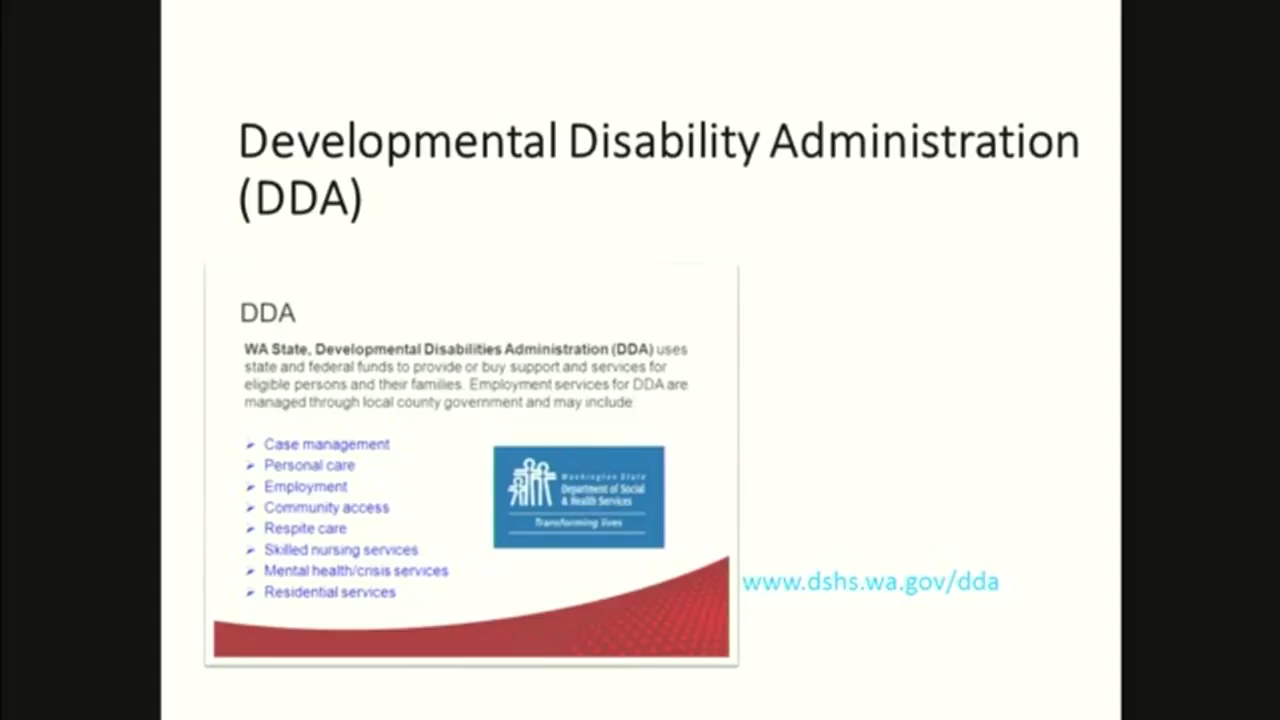 Developmental Disability Administration
(DDA)
DDA
WA State, Developmental Disabilities Administration (DDA) uses
state and federal funds to provide or buy support and services for
eligible persons and their families. Employment services for DDA are
managed through local county government and may include
Case management
Personal care
Employment
Community access
Respite care
Skilled nursing services
Mental health/crisis services
Residential services
Washington State
Department of Social
& Health Services
Transforming lives
www.dshs.wa.gov/dda